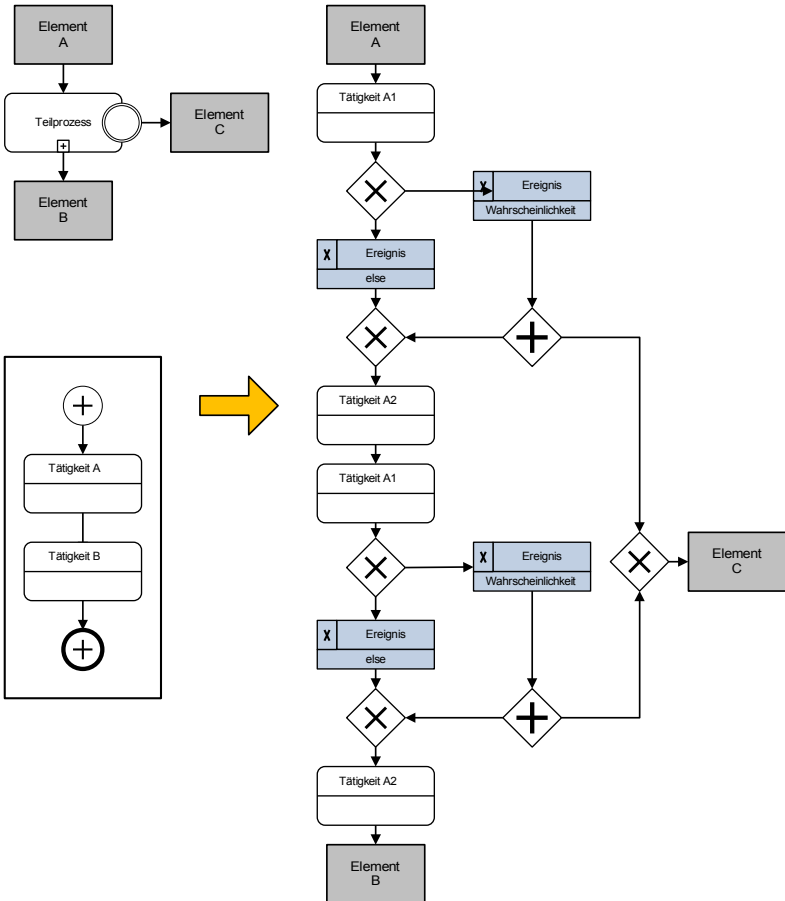 Element
A
Teilprozess
Element
C
Element
B
Tätigkeit A
Tätigkeit B
Element
A
Tätigkeit A1
X Ereignis
Wahrscheinlichkeit
X Ereignis
else
Tätigkeit A2
Tätigkeit A1
X Ereignis
Wahrscheinlichkeit
Element
C
X Ereignis
else
Tätigkeit A2
Element
B